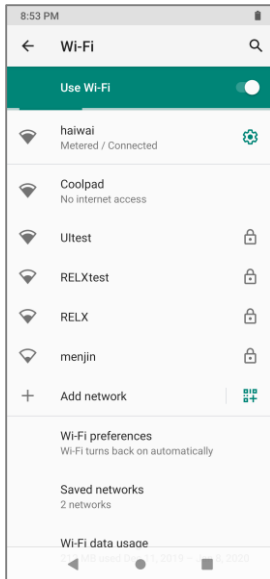 8:53 PM
Wi-Fi
Use Wi-Fi
haiwai
Metered / Connected
Coolpad
No internet access
UItest
RELXtest
RELX
menjin
Add network
Wi-Fi preferences
Wi-Fi turns back on automatically
Saved networks
2 networks
Wi-Fi data usage